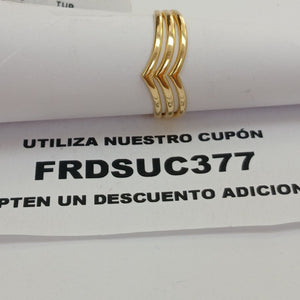 UTILIZA NUESTRO CUPÓN
FRDSUC377
PTEN UN DESCUENTO ADICION